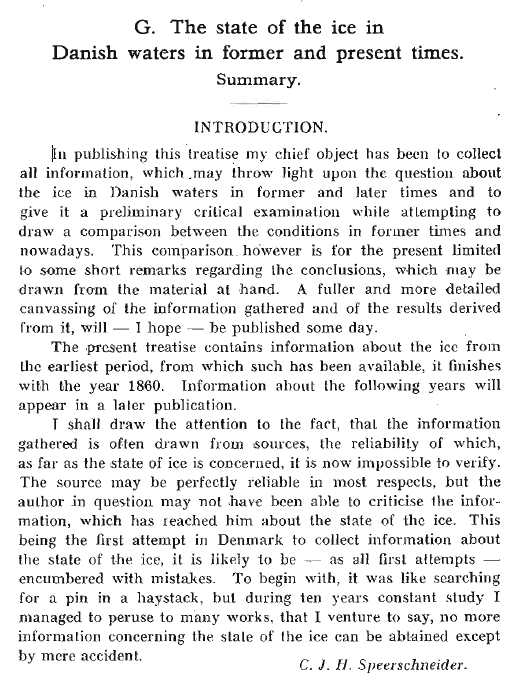 G. The state of the ice in
Danish waters in former and present times.
Summary.
INTRODUCTION.
In publishing this treatise my chief object has been to collect
all information, which may throw light upon the question about
the ice in Danish waters in former and later times and to
give it a preliminary critical examination while attempting to
draw a comparison between the conditions in former times and
nowadays. This comparison however is for the present limited
to some short remarks regarding the conclusions, which may be
drawn from the material at hand. A fuller and more detailed
canvassing of the information gathered and of the results derived
from it, will — I hope — be published some day.
The present treatise contains information about the ice from
the earliest period, from which such has been available, it finishes
with the year 1860. Information about the following years will
appear in a later publication.
I shall draw the attention to the fact, that the information
gathered is often drawn from sources, the reliability of which,
as far as the state of ice is concerned, it is now impossible to verify.
The source may be perfectly reliable in most respects, but the
author in question may not have been able to criticise the infor-
mation, which has reached him about the state of the ice. This
being the first attempt in Denmark to collect information about
the state of the ice, it is likely to be — as all first attempts —
encumbered with mistakes. To begin with, it was like searching
for a pin in a haystack, but during ten years constant study I
managed to peruse to many works, that I venture to say, no more
information concerning the state of the ice can be abtained except
by mere accident.
C. J. H. Speerschneider.